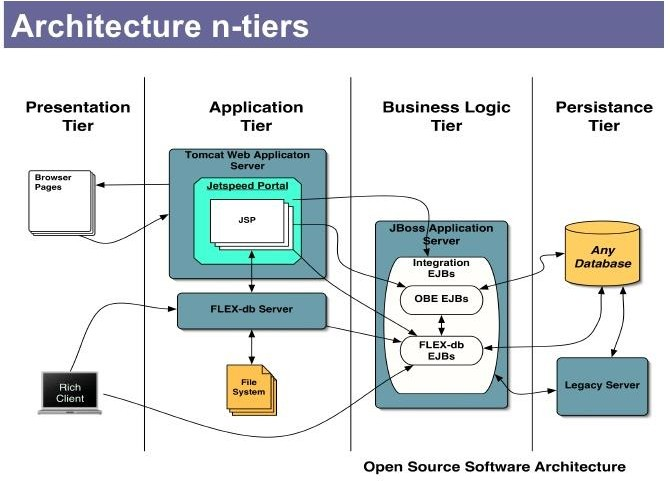 Architecture n-tiers
Presentation
Tier
Application
Tier
Business Logic
Tier
Persistance
Tier
Tomcat Web Applicaton
Server
Jetspeed Portal
JSP
Browser
Pages
JBoss Application
Server
Integration
EJBs
OBE EJBs
FLEX-db
EJBs
Any
Database
FLEX-db Server
File
System
Rich
Client
Legacy Server
Open Source Software Architecture